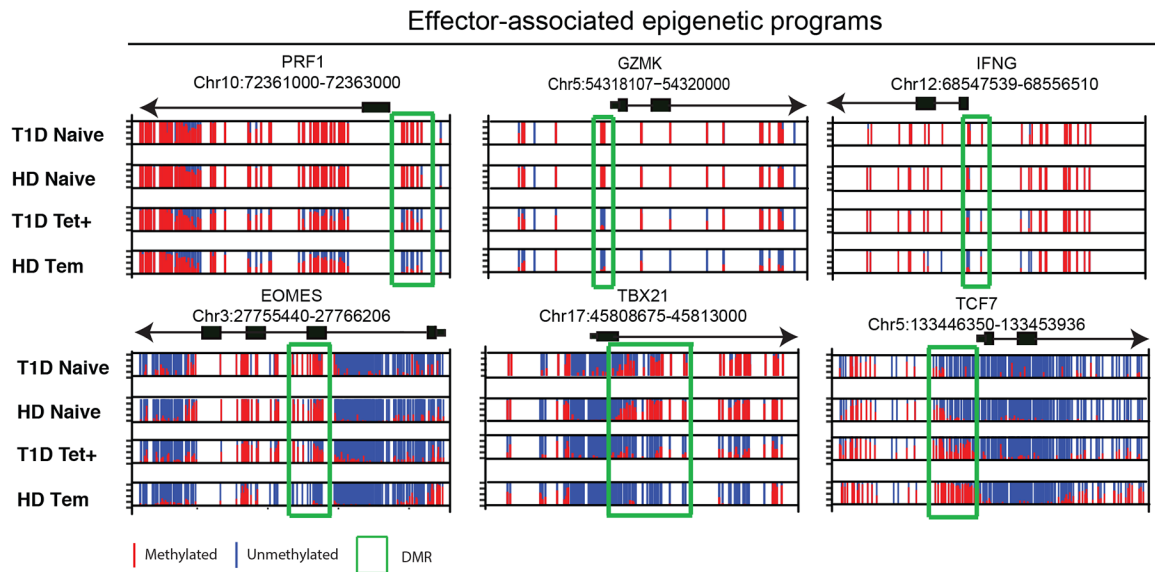 Effector-associated epigenetic programs
PRF1
Chr10:72361000-72363000
GZMK
Chr5:54318107–54320000
IFNG
Chr12:68547539-68556510
T1D Naive
HD Naive
T1D Tet+
HD Tem
EOMES
Chr3:27755440-27766206
TBX21
Chr17:45808675-45813000
TCF7
Chr5:133446350-133453936
T1D Naive
HD Naive
T1D Tet+
HD Tem
Methylated
Unmethylated
DMR